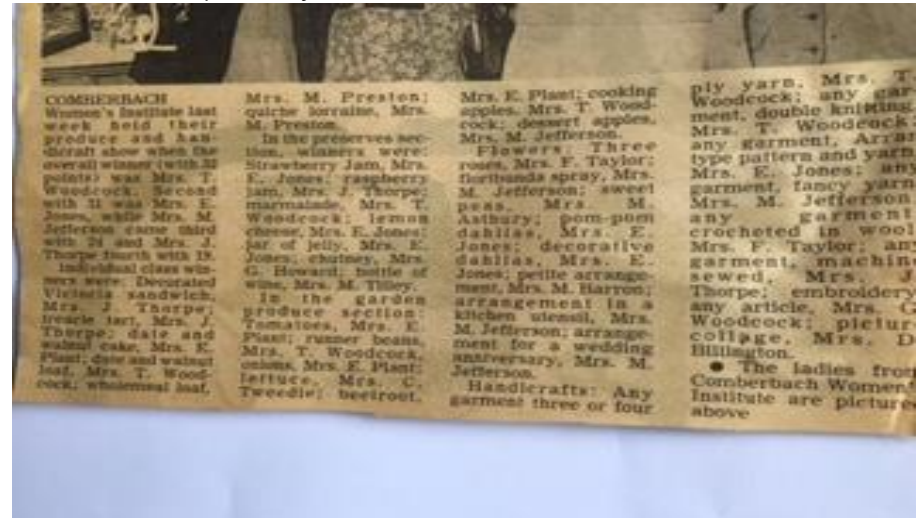 COMBERBACH
Women's Institute last
week held their
produce and han-
dicraft show when the
overall winner (with 32
points) was Mrs. T.
Woodcock. Second
with 31 was Mrs. E.
Jones, while Mrs. M.
Jefferson came third
with 24 and Mrs. J.
Thorpe fourth with 19.
Individual class win-
ners were: Decorated
Victoria sandwich,
Mrs. J. Thorpe;
treacle tart, Mrs. J.
Thorpe; date and
walnut cake, Mrs. E.
Plant; date and walnut
loaf, Mrs. T. Wood-
cock; wholemeal loaf,
Mrs. M. Preston;
quiche lorraine, Mrs.
M. Preston.
In the preserves sec-
tion, winners were:
Strawberry Jam, Mrs.
E. Jones; raspberry
jam, Mrs. J. Thorpe;
marmalade, Mrs. T.
Woodcock; lemon
cheese, Mrs. E. Jones;
jar of jelly, Mrs. E.
Jones; chutney, Mrs.
G. Howard; bottle of
wine, Mrs. M. Tilley.
In the garden
produce section:
Tomatoes, Mrs. E.
Plant; runner beans,
Mrs. T. Woodcock,
onions, Mrs. E. Plant;
lettuce, Mrs. C.
Tweedie; beetroot,
Mrs. E. Plant; cooking
apples, Mrs. T. Wood-
cock; dessert apples,
Mrs. M. Jefferson.
Flowers: Three
roses, Mrs. F. Taylor;
floribunda spray, Mrs.
M. Jefferson; sweet
peas, Mrs. M.
Astbury; pom-pom
dahlias, Mrs. E.
Jones; decorative
dahlias, Mrs. E.
Jones; petite arrange-
ment, Mrs. M. Barron;
arrangement in a
kitchen utensil, Mrs.
M. Jefferson; arrange-
ment for a wedding
anniversary, Mrs. M.
Jefferson.
Handicrafts: Any
garment three or four
ply yarn, Mrs. T.
Woodcock; any gar-
ment, double knitting,
Mrs. T. Woodcock;
any garment, Arran
type pattern and yarn,
Mrs. E. Jones; any
garment, fancy yarn
Mrs. M. Jefferson
any garment
crocheted in wool
Mrs. F. Taylor; any
garment, machine
sewed, Mrs. J.
Thorpe; embroidery
any article, Mrs. G
Woodcock; pictur
collage, Mrs. D
Billington.
● The ladies from
Comberbach Women'
Institute are picture
above